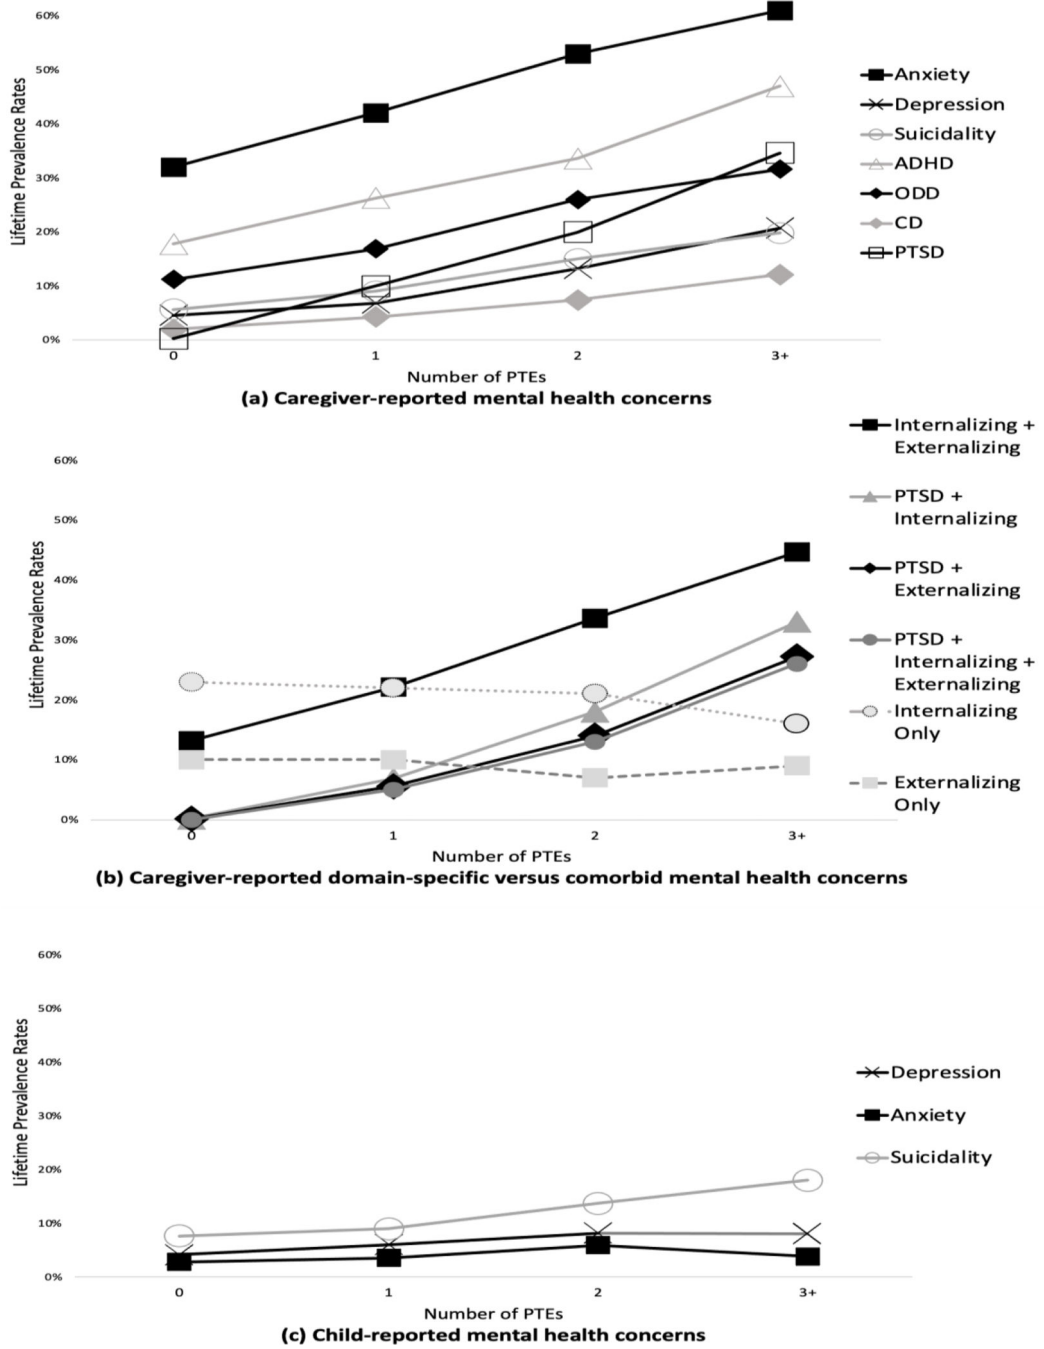 60%
50%
40%
30%
20%
10%
0%
Lifetime Prevalence Rates
0
1
2
3+
Number of PTEs
Anxiety
Depression
Suicidality
ADHD
ODD
CD
PTSD
(a) Caregiver-reported mental health concerns
60%
50%
40%
30%
20%
10%
0%
Lifetime Prevalence Rates
0
1
2
3+
Number of PTEs
Internalizing +
Externalizing
PTSD +
Internalizing
PTSD +
Externalizing
PTSD +
Internalizing +
Externalizing
Internalizing
Only
Externalizing
Only
(b) Caregiver-reported domain-specific versus comorbid mental health concerns
60%
50%
40%
30%
20%
10%
0%
Lifetime Prevalence Rates
0
1
2
3+
Number of PTEs
Depression
Anxiety
Suicidality
(c) Child-reported mental health concerns